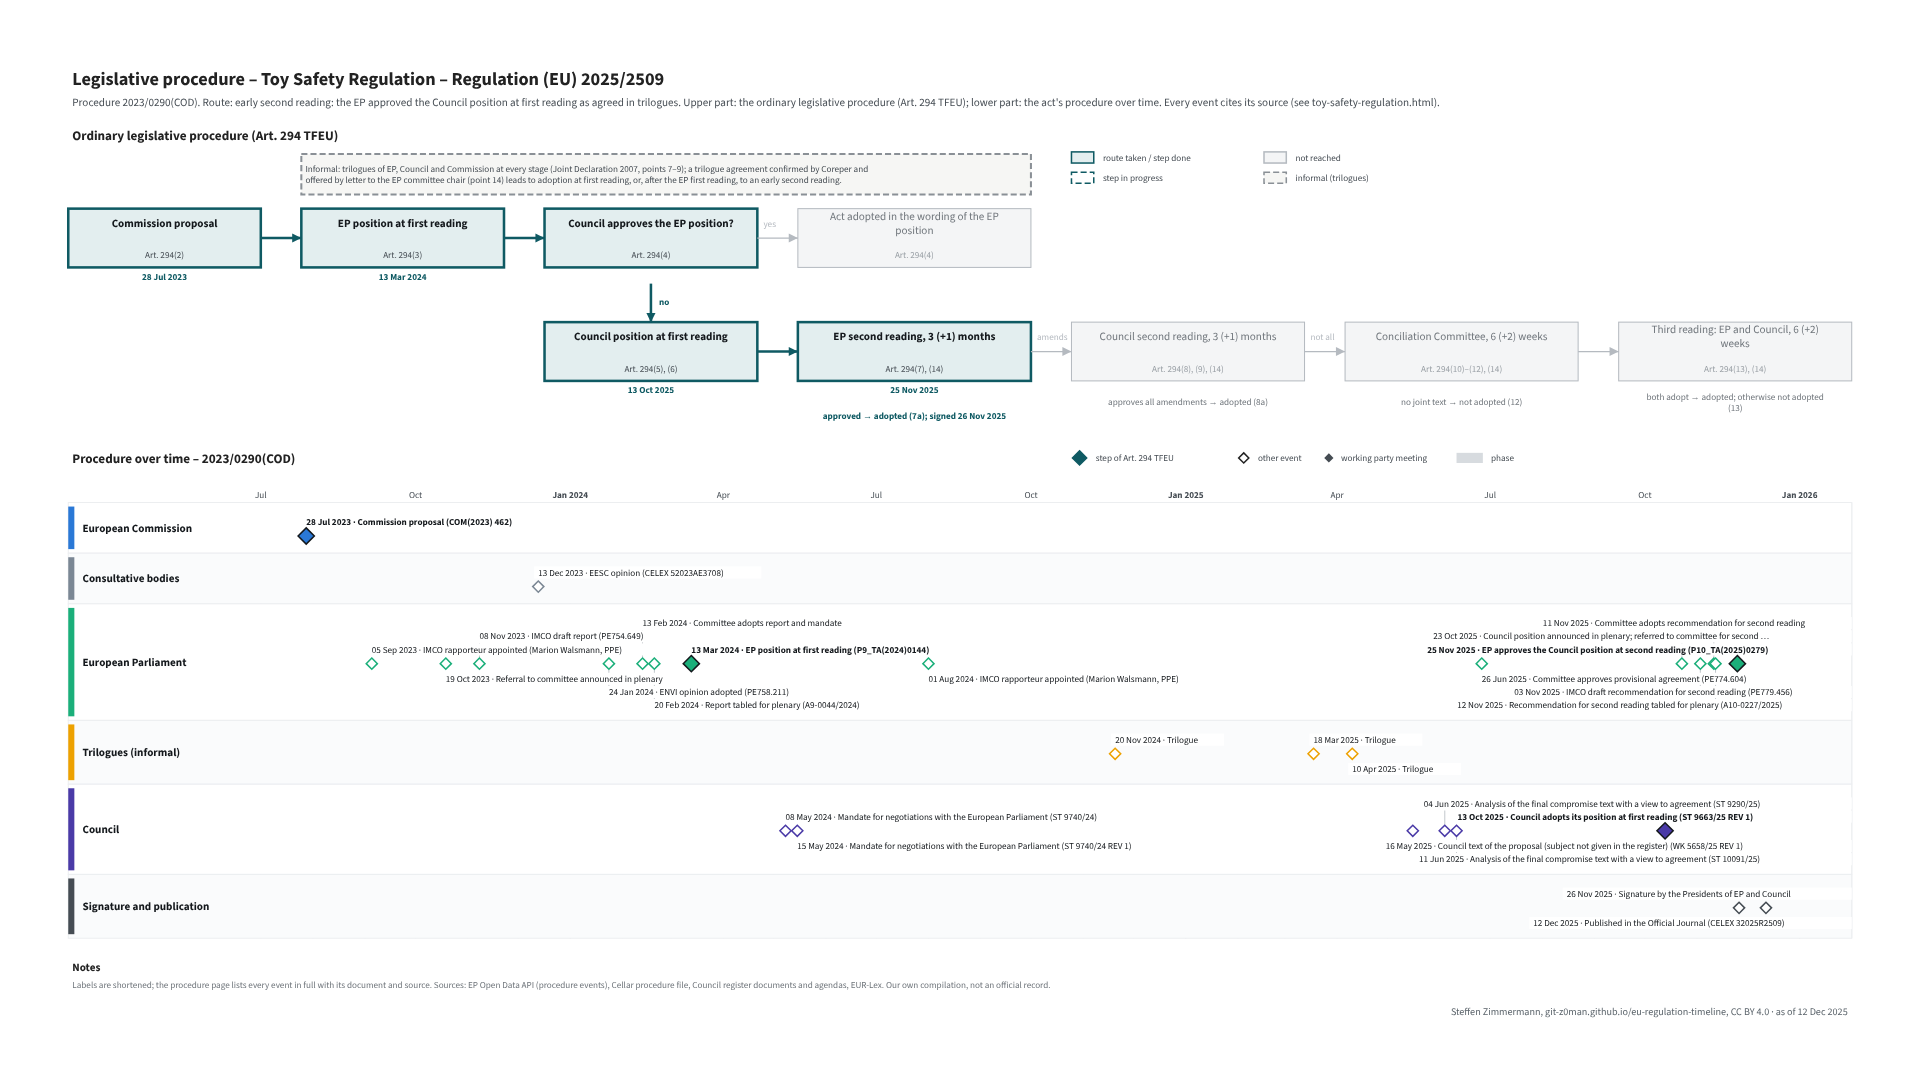 Legislative procedure – Toy Safety Regulation – Regulation (EU) 2025/2509
Procedure 2023/0290(COD). Route: early second reading: the EP approved the Council position at first reading as agreed in trilogues. Upper part: the ordinary legislative procedure (Art. 294 TFEU); lower part: the act's procedure over time. Every event cites its source (see toy-safety-regulation.html).
Ordinary legislative procedure (Art. 294 TFEU)
Informal: trilogues of EP, Council and Commission at every stage (Joint Declaration 2007, points 7–9); a trilogue agreement confirmed by Coreper and
offered by letter to the EP committee chair (point 14) leads to adoption at first reading, or, after the EP first reading, to an early second reading.
route taken / step done
not reached
step in progress
informal (trilogues)
Commission proposal
Art. 294(2)
28 Jul 2023
EP position at first reading
Art. 294(3)
13 Mar 2024
Council approves the EP position?
Art. 294(4)
yes
Act adopted in the wording of the EP
position
Art. 294(4)
no
Council position at first reading
Art. 294(5), (6)
13 Oct 2025
EP second reading, 3 (+1) months
Art. 294(7), (14)
25 Nov 2025
approved → adopted (7a); signed 26 Nov 2025
amends
Council second reading, 3 (+1) months
Art. 294(8), (9), (14)
approves all amendments → adopted (8a)
not all
Conciliation Committee, 6 (+2) weeks
Art. 294(10)–(12), (14)
no joint text → not adopted (12)
Third reading: EP and Council, 6 (+2)
weeks
Art. 294(13), (14)
both adopt → adopted; otherwise not adopted
(13)
Procedure over time – 2023/0290(COD)
step of Art. 294 TFEU
other event
working party meeting
phase
Jul
Oct
Jan 2024
Apr
Jul
Oct
Jan 2025
Apr
Jul
Oct
Jan 2026
European Commission
28 Jul 2023 · Commission proposal (COM(2023) 462)
Consultative bodies
13 Dec 2023 · EESC opinion (CELEX 52023AE3708)
European Parliament
13 Feb 2024 · Committee adopts report and mandate
11 Nov 2025 · Committee adopts recommendation for second reading
08 Nov 2023 · IMCO draft report (PE754.649)
23 Oct 2025 · Council position announced in plenary; referred to committee for second …
05 Sep 2023 · IMCO rapporteur appointed (Marion Walsmann, PPE)
13 Mar 2024 · EP position at first reading (P9_TA(2024)0144)
25 Nov 2025 · EP approves the Council position at second reading (P10_TA(2025)0279)
19 Oct 2023 · Referral to committee announced in plenary
01 Aug 2024 · IMCO rapporteur appointed (Marion Walsmann, PPE)
26 Jun 2025 · Committee approves provisional agreement (PE774.604)
24 Jan 2024 · ENVI opinion adopted (PE758.211)
03 Nov 2025 · IMCO draft recommendation for second reading (PE779.456)
20 Feb 2024 · Report tabled for plenary (A9-0044/2024)
12 Nov 2025 · Recommendation for second reading tabled for plenary (A10-0227/2025)
Trilogues (informal)
20 Nov 2024 · Trilogue
18 Mar 2025 · Trilogue
10 Apr 2025 · Trilogue
Council
04 Jun 2025 · Analysis of the final compromise text with a view to agreement (ST 9290/25)
08 May 2024 · Mandate for negotiations with the European Parliament (ST 9740/24)
13 Oct 2025 · Council adopts its position at first reading (ST 9663/25 REV 1)
15 May 2024 · Mandate for negotiations with the European Parliament (ST 9740/24 REV 1)
16 May 2025 · Council text of the proposal (subject not given in the register) (WK 5658/25 REV 1)
11 Jun 2025 · Analysis of the final compromise text with a view to agreement (ST 10091/25)
Signature and publication
26 Nov 2025 · Signature by the Presidents of EP and Council
12 Dec 2025 · Published in the Official Journal (CELEX 32025R2509)
Notes
Labels are shortened; the procedure page lists every event in full with its document and source. Sources: EP Open Data API (procedure events), Cellar procedure file, Council register documents and agendas, EUR-Lex. Our own compilation, not an official record.
Steffen Zimmermann, git-z0man.github.io/eu-regulation-timeline, CC BY 4.0 · as of 12 Dec 2025